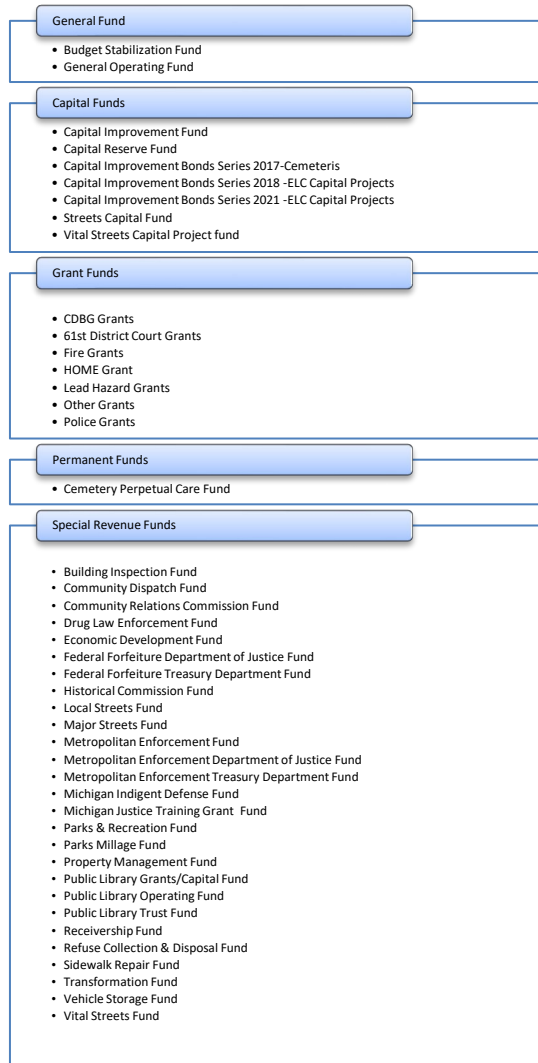 General Fund
• Budget Stabilization Fund
• General Operating Fund
Capital Funds
• Capital Improvement Fund
• Capital Reserve Fund
• Capital Improvement Bonds Series 2017-Cemeteris
• Capital Improvement Bonds Series 2018 -ELC Capital Projects
• Capital Improvement Bonds Series 2021 -ELC Capital Projects
• Streets Capital Fund
• Vital Streets Capital Project fund
Grant Funds
• CDBG Grants
• 61st District Court Grants
• Fire Grants
• HOME Grant
• Lead Hazard Grants
• Other Grants
• Police Grants
Permanent Funds
• Cemetery Perpetual Care Fund
Special Revenue Funds
• Building Inspection Fund
• Community Dispatch Fund
• Community Relations Commission Fund
• Drug Law Enforcement Fund
• Economic Development Fund
• Federal Forfeiture Department of Justice Fund
• Federal Forfeiture Treasury Department Fund
• Historical Commission Fund
• Local Streets Fund
• Major Streets Fund
• Metropolitan Enforcement Fund
• Metropolitan Enforcement Department of Justice Fund
• Metropolitan Enforcement Treasury Department Fund
• Michigan Indigent Defense Fund
• Michigan Justice Training Grant  Fund
• Parks & Recreation Fund
• Parks Millage Fund
• Property Management Fund
• Public Library Grants/Capital Fund
• Public Library Operating Fund
• Public Library Trust Fund
• Receivership Fund
• Refuse Collection & Disposal Fund
• Sidewalk Repair Fund
• Transformation Fund
• Vehicle Storage Fund
• Vital Streets Fund